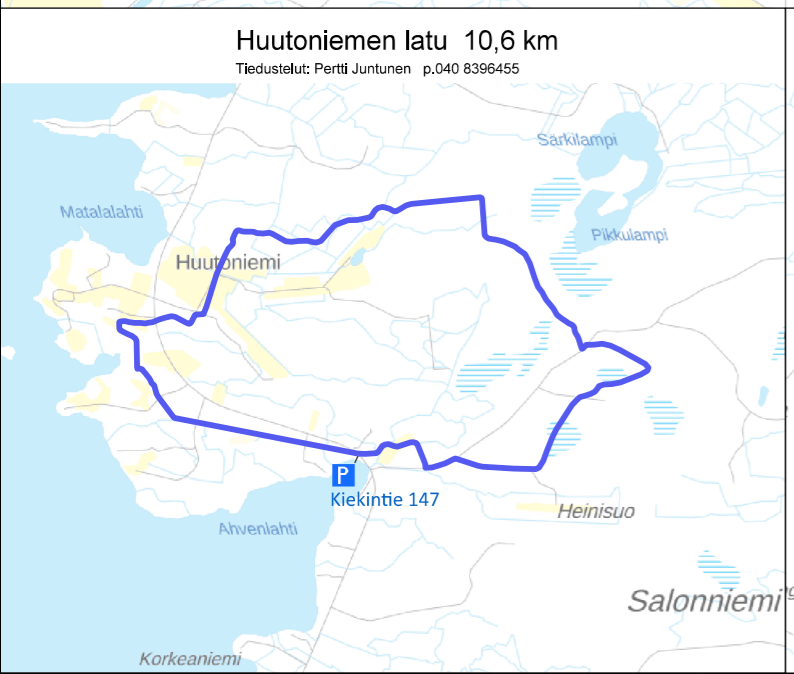 Huutoniemen latu 10,6 km
Tiedustelut: Pertti Juntunen p.040 8396455
Särkilampi
Matalalahti
Pikkulampi
Huutoniemi
P
Kiekintie 147
Heinisuo
Ahvenlahti
Salonniemi
Korkeaniemi